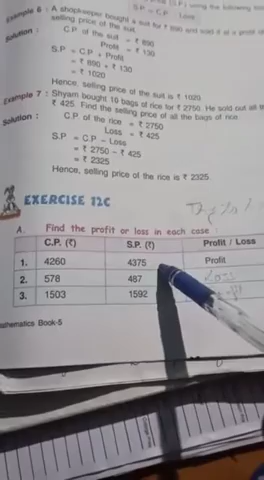 S.P = C.P Loss
Example 6 : A shopkeeper bought a suit for ₹ 890 and sold it at a profit of
selling price of the suit.
Solution : C.P. of the suit = ₹ 890
Profit = ₹ 130
S.P = C.P + Profit
= ₹ 890 + ₹ 130
= ₹ 1020
Hence, selling price of the suit is ₹ 1020.
Example 7 : Shyam bought 10 bags of rice for ₹ 2750. He sold out all the
₹ 425. Find the selling price of all the bags of rice.
Solution : C.P. of the rice = ₹ 2750
Loss = ₹ 425
S.P = C.P – Loss
= ₹ 2750 – ₹ 425
= ₹ 2325
Hence, selling price of the rice is ₹ 2325.
EXERCISE 12C
A. Find the profit or loss in each case :
C.P. (₹) S.P. (₹) Profit / Loss
1. 4260 4375 Profit
2. 578 487 Loss
3. 1503 1592
athematics Book-5